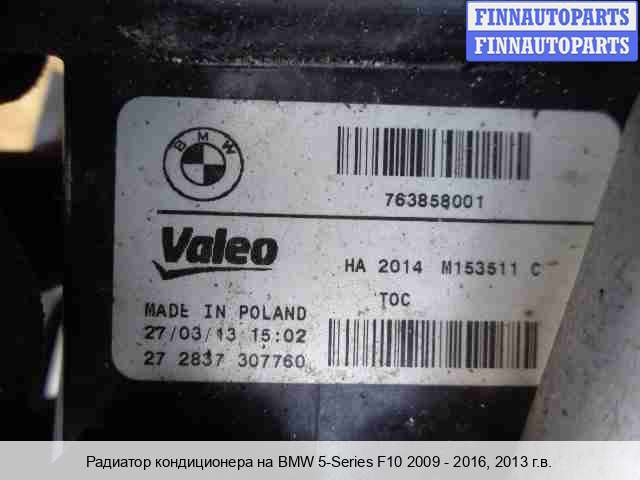 FINNAUTOPARTS
FINNAUTOPARTS
BMW
763858001
Valeo
HA 2014 M153511 C
MADE IN POLAND
TOC
27/03/13 15:02
27 2837 307760
Радиатор кондиционера на BMW 5-Series F10 2009 - 2016, 2013 г.в.